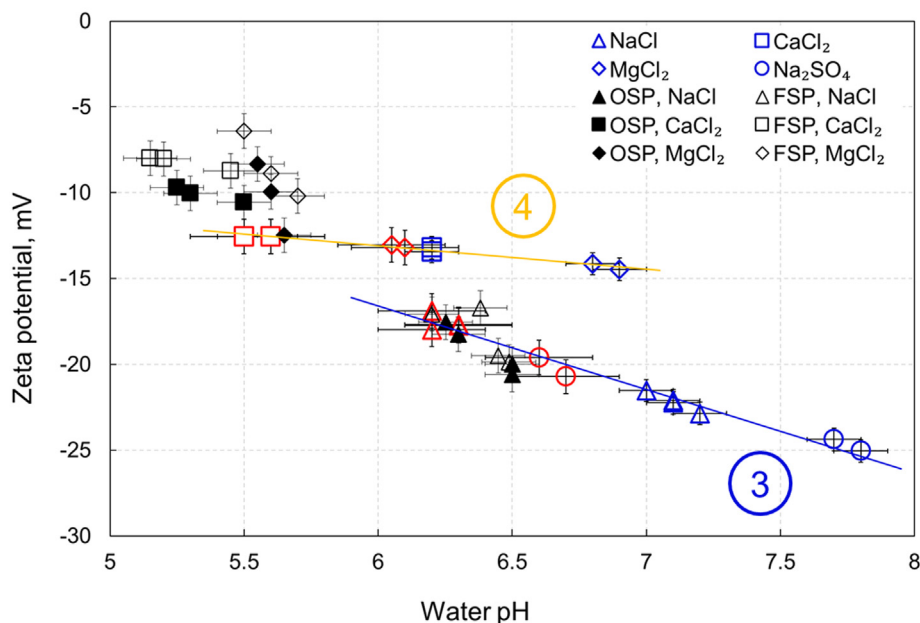 0
-5
-10
-15
-20
-25
-30
Zeta potential, mV
NaCl
CaCl₂
MgCl₂
Na₂SO₄
OSP, NaCl
FSP, NaCl
OSP, CaCl₂
FSP, CaCl₂
OSP, MgCl₂
FSP, MgCl₂
4
3
5
5.5
6
6.5
7
7.5
8
Water pH